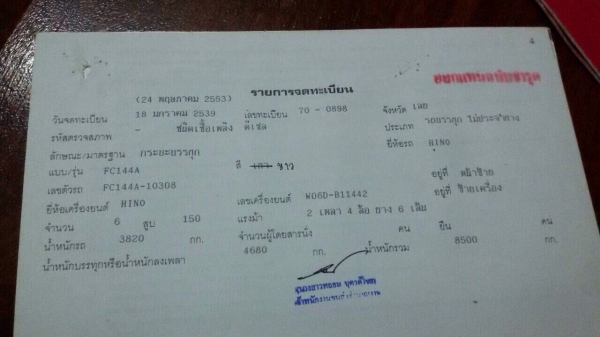 4
ออกแทนฉบับชำรุด
รายการจดทะเบียน
(24 พฤษภาคม 2553)
วันจดทะเบียน 18 มกราคม 2539 เลขทะเบียน 70 - 0898 จังหวัด เลย
รหัสตรวจสภาพ - ชนิดเชื้อเพลิง ดีเซล ประเภท รถบรรทุก ไม่ประจำทาง
ลักษณะ/มาตรฐาน กระบะบรรทุก ยี่ห้อรถ HINO
แบบ/รุ่น FC144A สี ขาว
เลขตัวรถ FC144A-10308 อยู่ที่ คัสซีซ้าย
ยี่ห้อเครื่องยนต์ HINO เลขเครื่องยนต์ W06D-B11442 อยู่ที่ ซ้ายเครื่อง
จำนวน 6 สูบ 150 แรงม้า 2 เพลา 4 ล้อ ยาง 6 เส้น
น้ำหนักรถ 3820 กก. จำนวนผู้โดยสารนั่ง คน ยืน คน
น้ำหนักบรรทุกหรือน้ำหนักลงเพลา 4680 กก. น้ำหนักรวม 8500 กก.